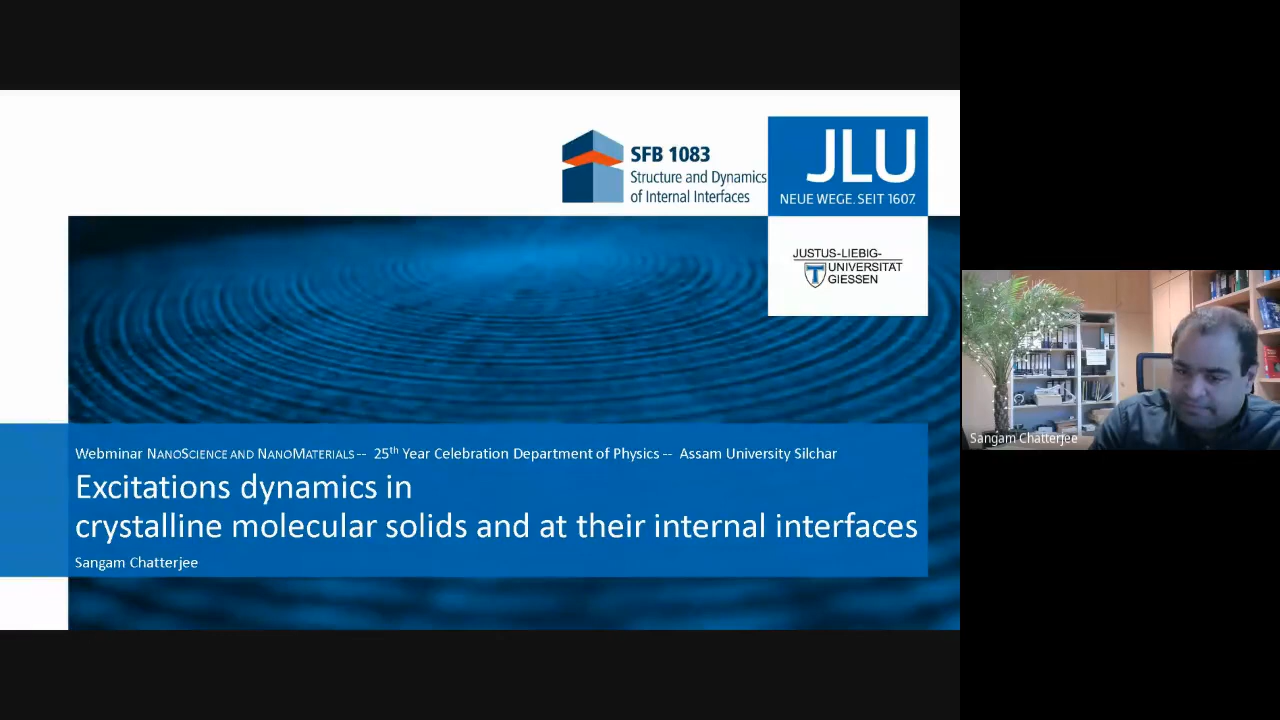 SFB 1083
Structure and Dynamics
of Internal Interfaces
JLU
NEUE WEGE. SEIT 1607.
JUSTUS-LIEBIG-
UNIVERSITAT
GIESSEN
Webminar NANOSCIENCE AND NANOMATERIALS -- 25th Year Celebration Department of Physics -- Assam University Silchar
Excitations dynamics in
crystalline molecular solids and at their internal interfaces
Sangam Chatterjee
Sangam Chatterjee